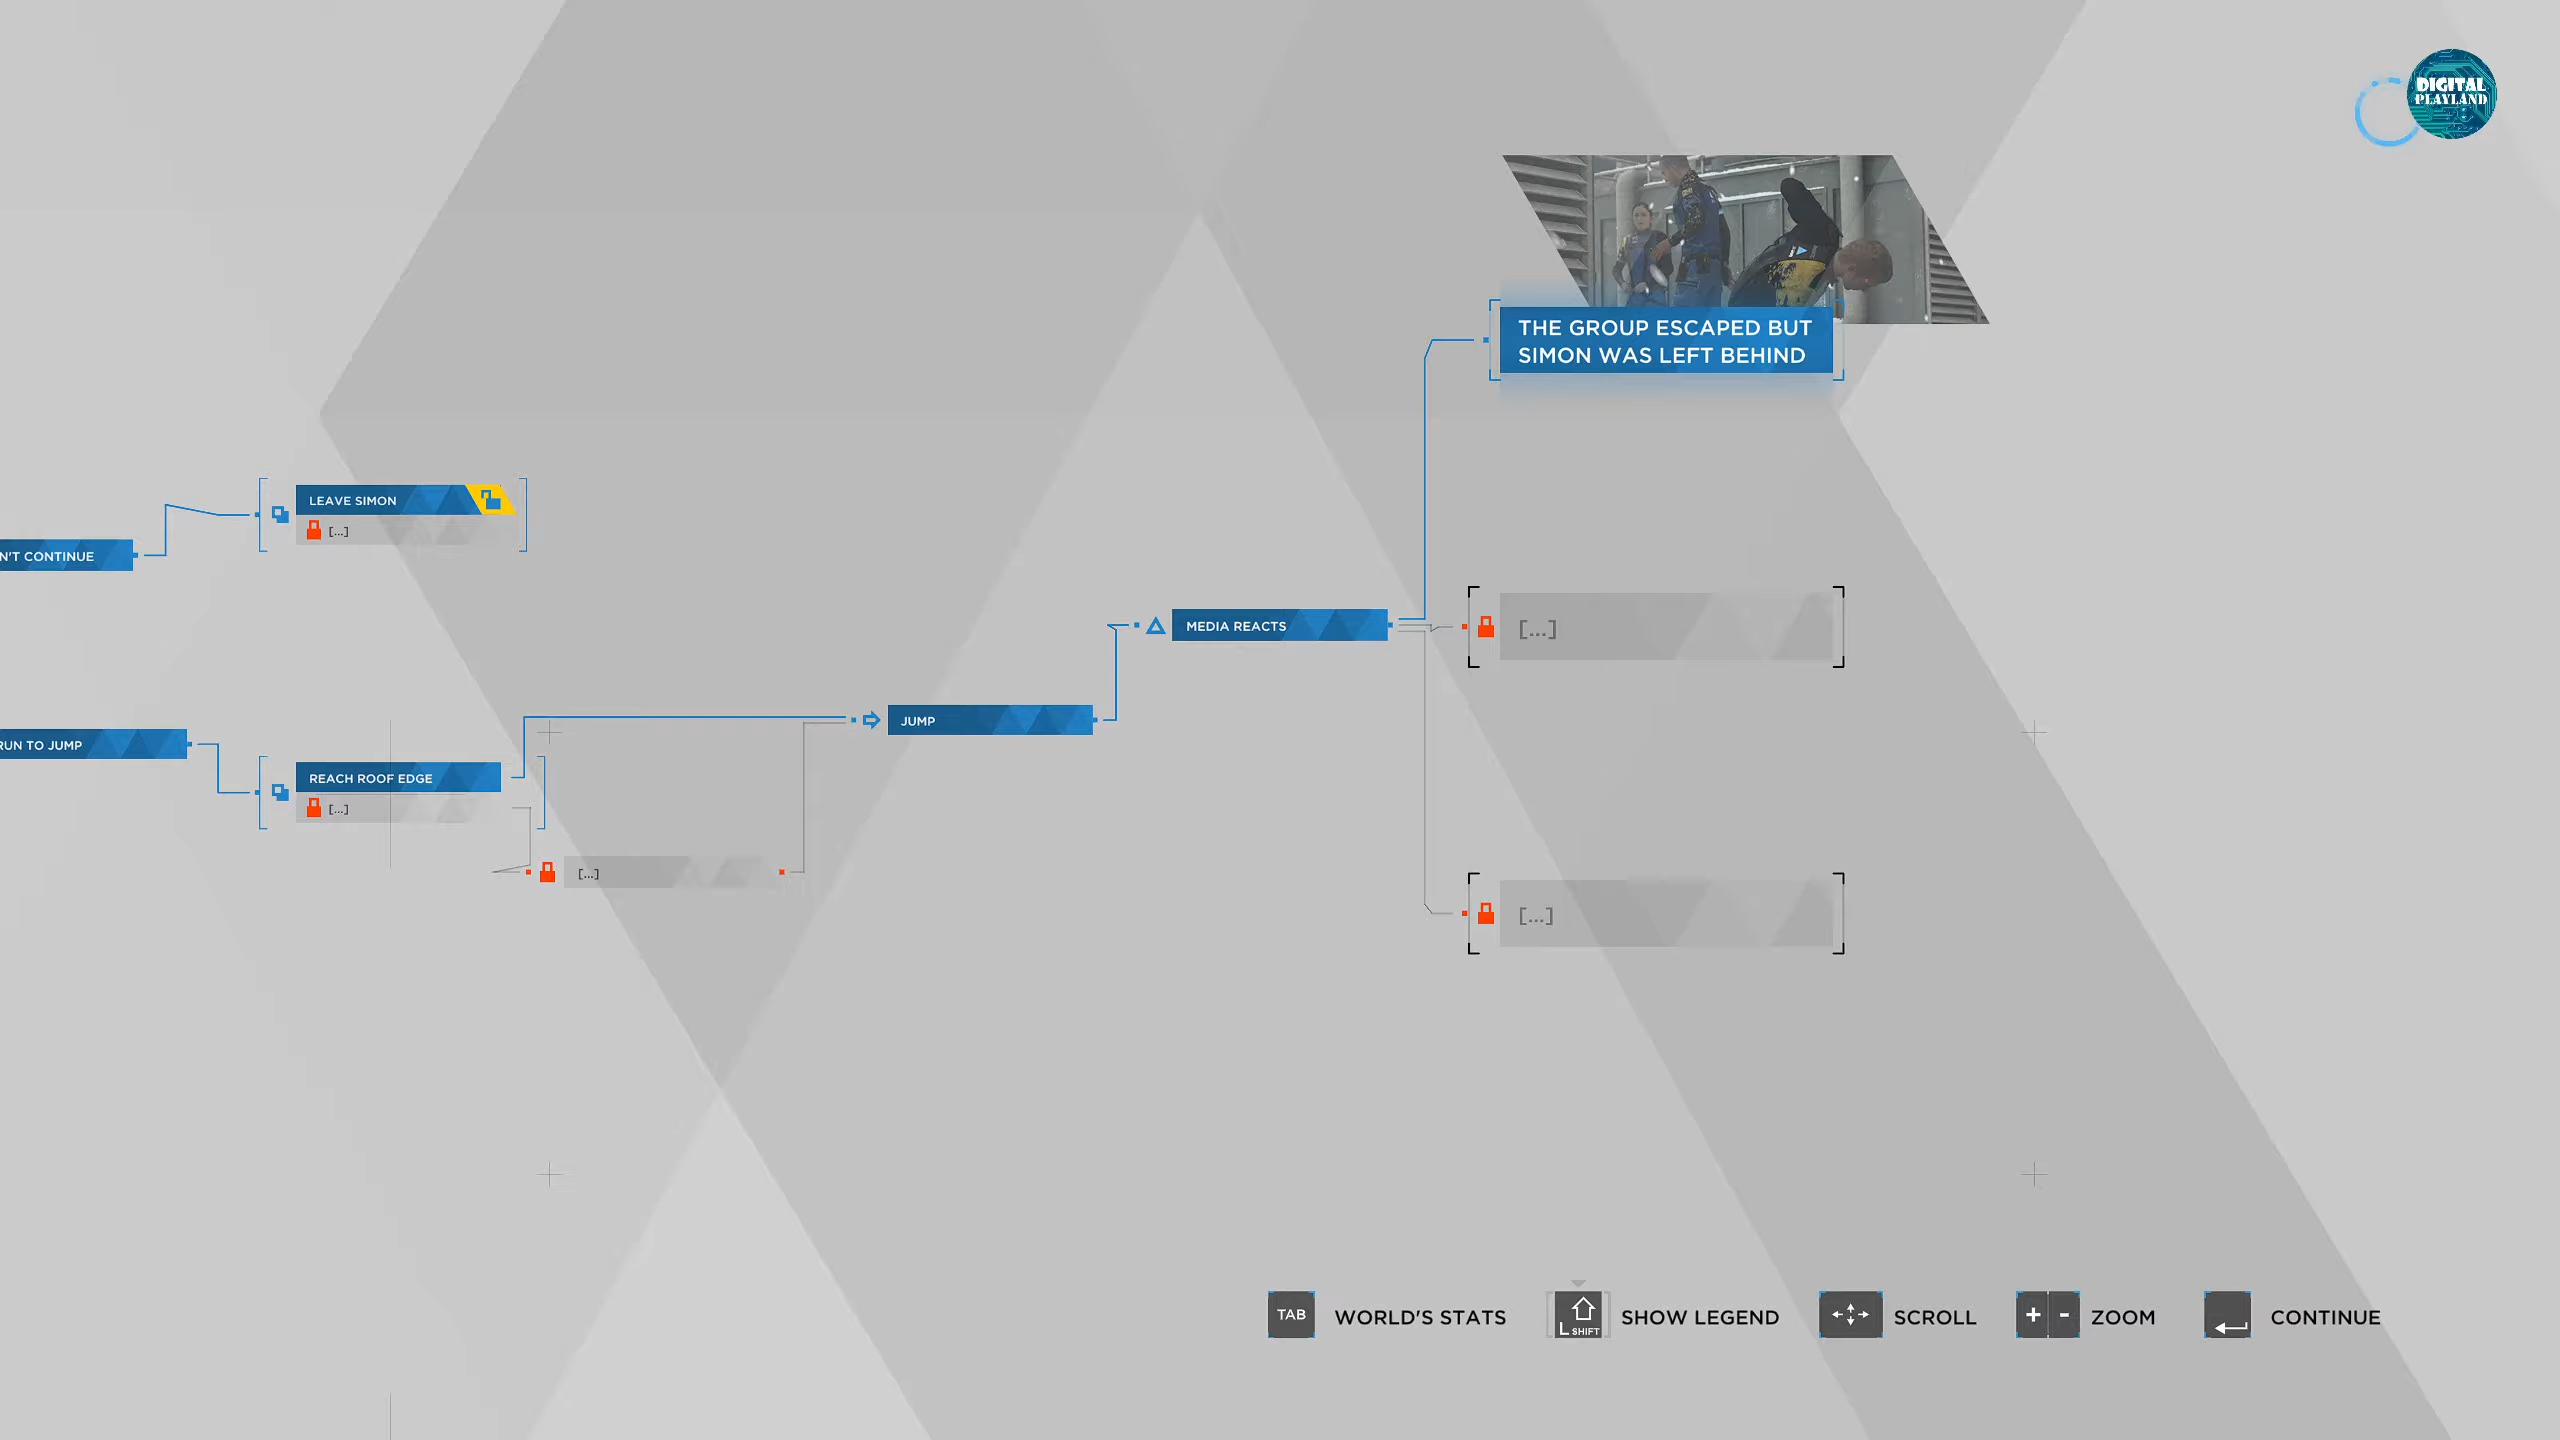 DIGITAL
PLAYLAND
THE GROUP ESCAPED BUT
SIMON WAS LEFT BEHIND
LEAVE SIMON
[...]
N'T CONTINUE
MEDIA REACTS
[...]
JUMP
RUN TO JUMP
REACH ROOF EDGE
[...]
[...]
[...]
TAB WORLD'S STATS L SHIFT SHOW LEGEND SCROLL + - ZOOM CONTINUE